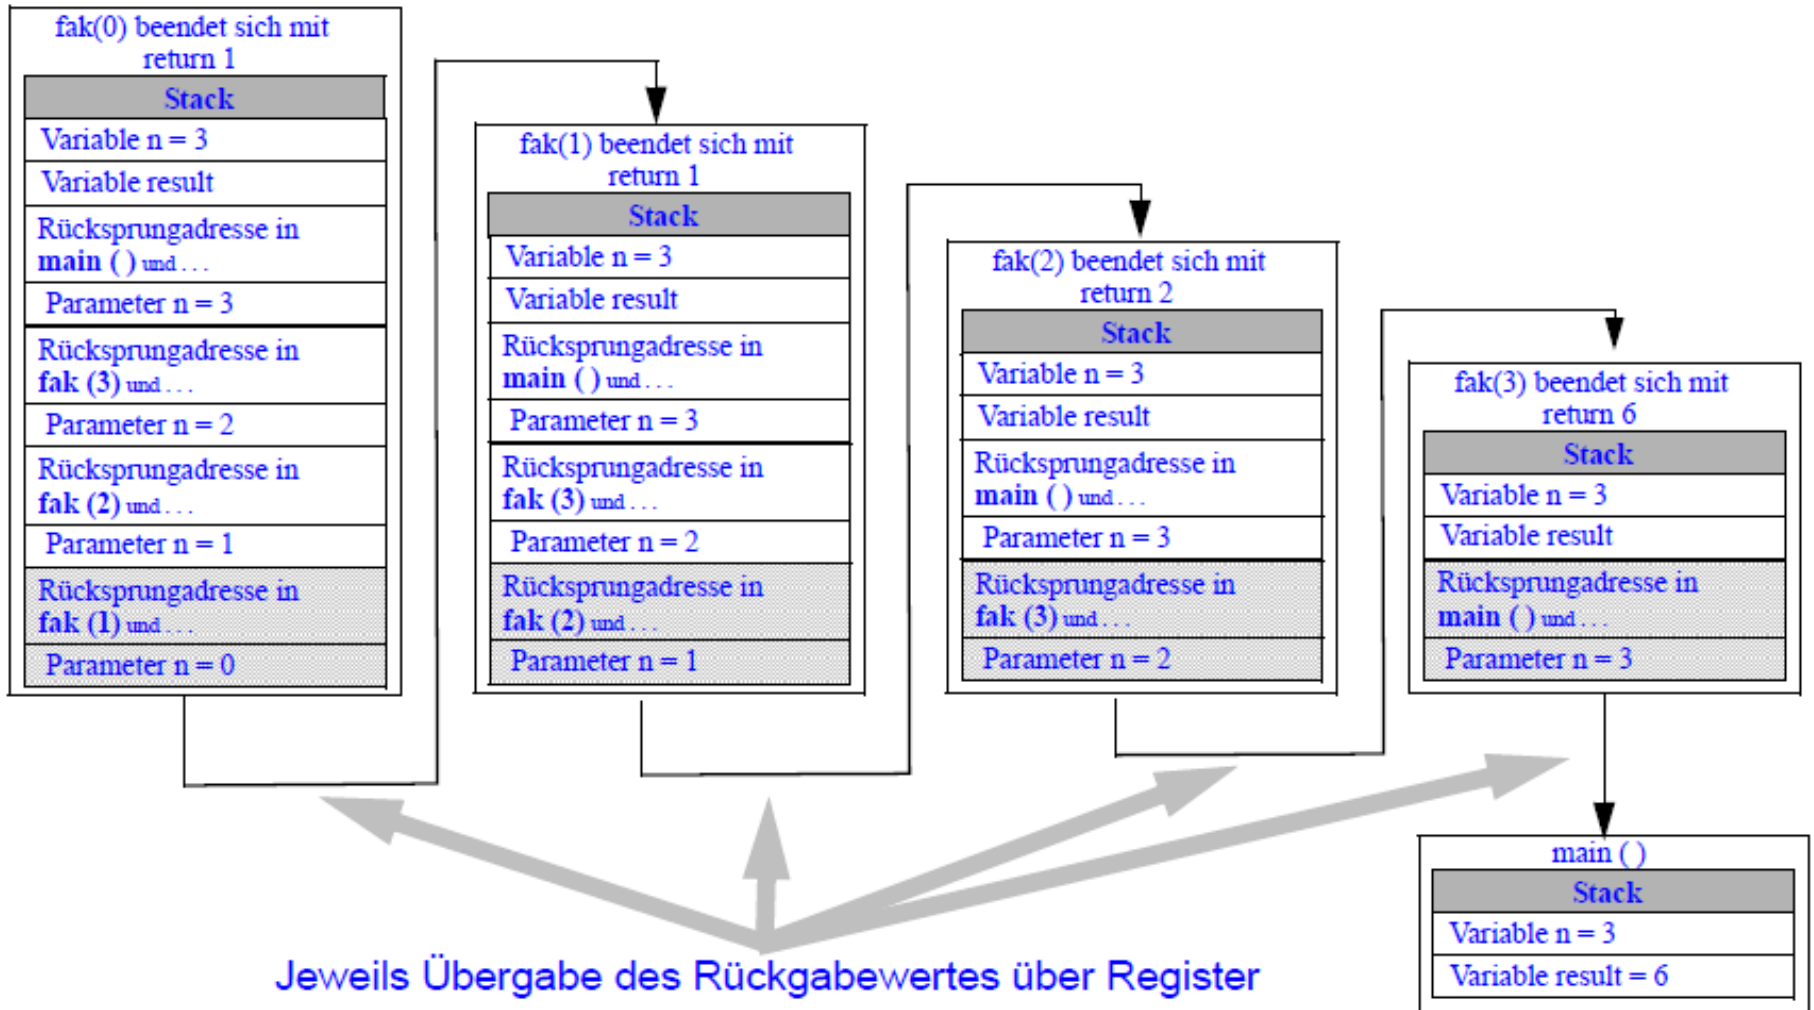 fak(0) beendet sich mit
return 1
Stack
Variable n = 3
Variable result
Rücksprungadresse in
main ( ) und . . .
Parameter n = 3
Rücksprungadresse in
fak (3) und . . .
Parameter n = 2
Rücksprungadresse in
fak (2) und . . .
Parameter n = 1
Rücksprungadresse in
fak (1) und . . .
Parameter n = 0
fak(1) beendet sich mit
return 1
Stack
Variable n = 3
Variable result
Rücksprungadresse in
main ( ) und . . .
Parameter n = 3
Rücksprungadresse in
fak (3) und . . .
Parameter n = 2
Rücksprungadresse in
fak (2) und . . .
Parameter n = 1
fak(2) beendet sich mit
return 2
Stack
Variable n = 3
Variable result
Rücksprungadresse in
main ( ) und . . .
Parameter n = 3
Rücksprungadresse in
fak (3) und . . .
Parameter n = 2
fak(3) beendet sich mit
return 6
Stack
Variable n = 3
Variable result
Rücksprungadresse in
main ( ) und . . .
Parameter n = 3
main ( )
Stack
Variable n = 3
Variable result = 6
Jeweils Übergabe des Rückgabewertes über Register